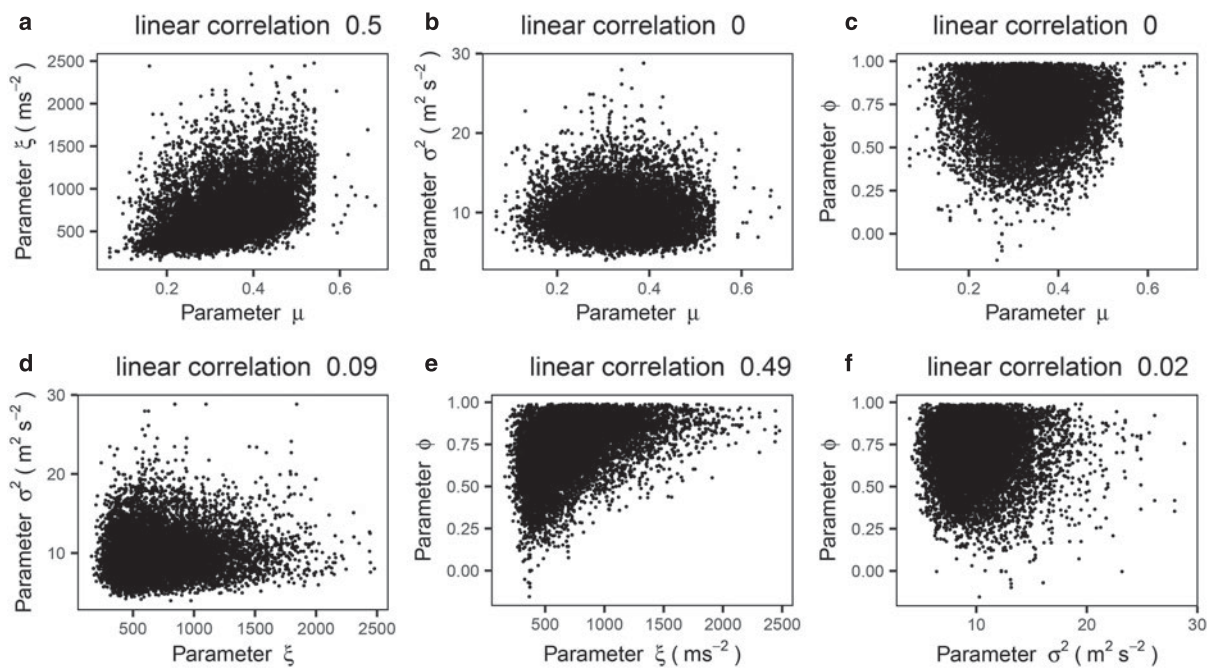 a linear correlation 0.5
Parameter ξ ( ms⁻²)
2500
2000
1500
1000
500
0.2 0.4 0.6
Parameter μ
b linear correlation 0
Parameter σ² ( m² s⁻²)
30
20
10
0.2 0.4 0.6
Parameter μ
c linear correlation 0
Parameter ϕ
1.00
0.75
0.50
0.25
0.00
0.2 0.4 0.6
Parameter μ
d linear correlation 0.09
Parameter σ² ( m² s⁻²)
30
20
10
500 1000 1500 2000 2500
Parameter ξ
e linear correlation 0.49
Parameter ϕ
1.00
0.75
0.50
0.25
0.00
500 1000 1500 2000 2500
Parameter ξ ( ms⁻²)
f linear correlation 0.02
Parameter ϕ
1.00
0.75
0.50
0.25
0.00
10 20 30
Parameter σ² ( m² s⁻²)